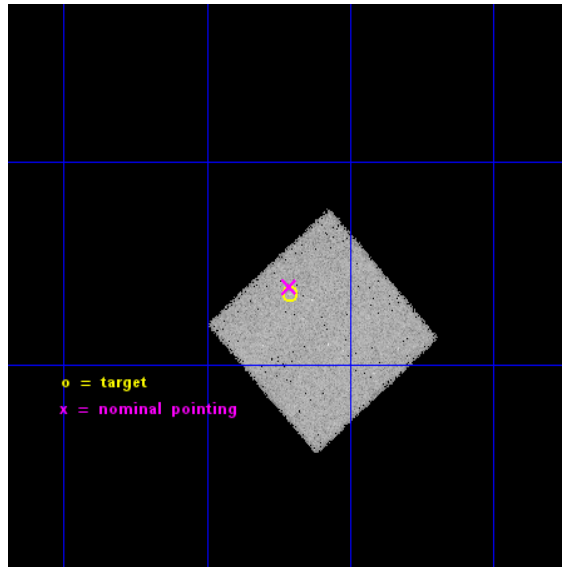 o = target
x = nominal pointing